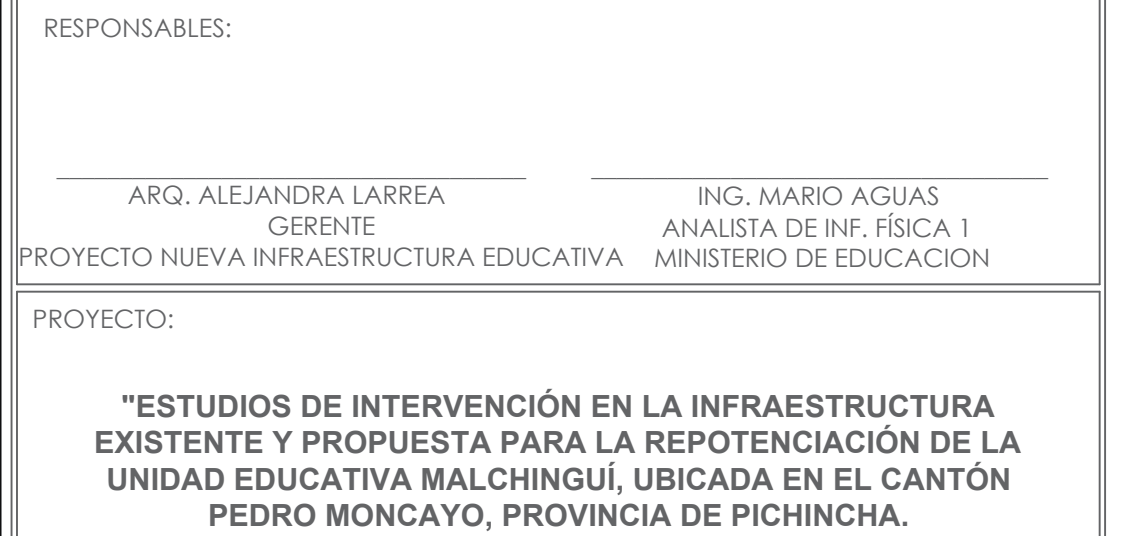 RESPONSABLES:
ARQ. ALEJANDRA LARREA
GERENTE
PROYECTO NUEVA INFRAESTRUCTURA EDUCATIVA
ING. MARIO AGUAS
ANALISTA DE INF. FÍSICA 1
MINISTERIO DE EDUCACION
PROYECTO:
"ESTUDIOS DE INTERVENCIÓN EN LA INFRAESTRUCTURA
EXISTENTE Y PROPUESTA PARA LA REPOTENCIACIÓN DE LA
UNIDAD EDUCATIVA MALCHINGUÍ, UBICADA EN EL CANTÓN
PEDRO MONCAYO, PROVINCIA DE PICHINCHA.